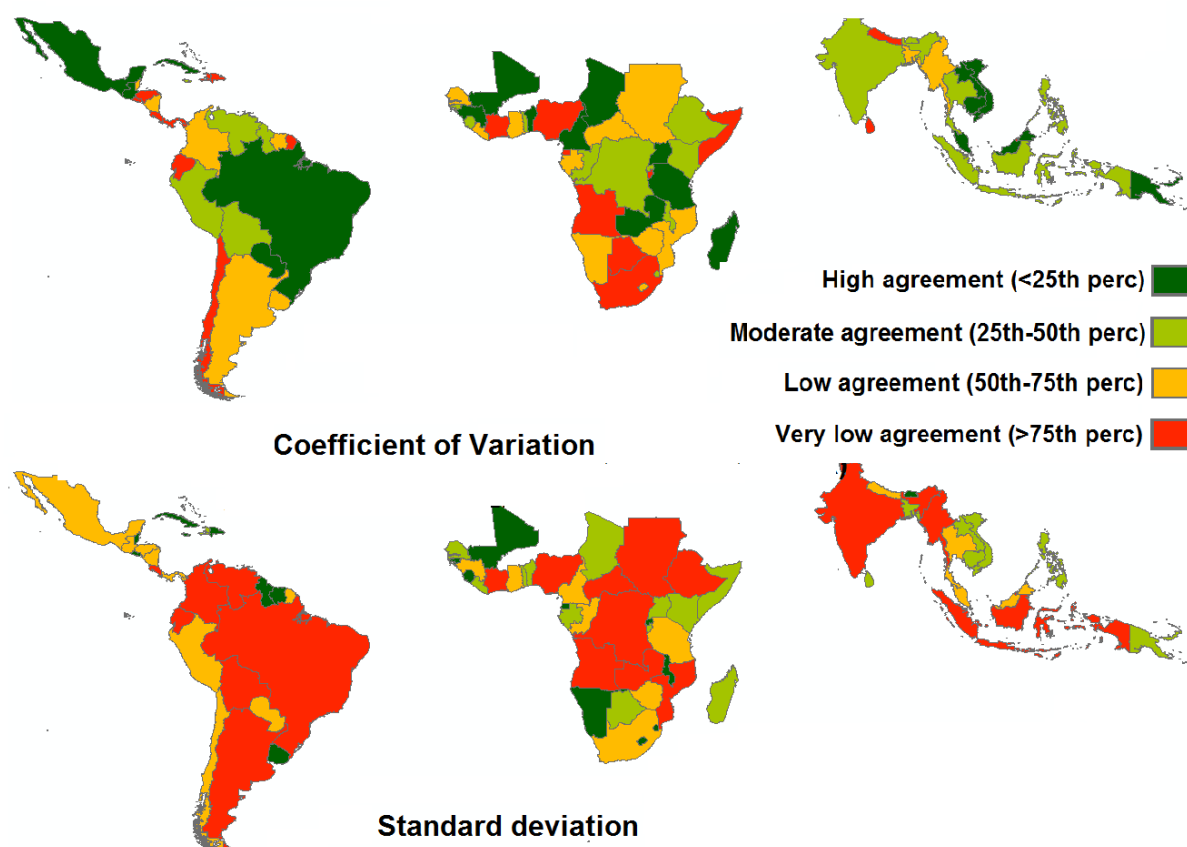 High agreement (<25th perc)
Moderate agreement (25th-50th perc)
Low agreement (50th-75th perc)
Very low agreement (>75th perc)
Coefficient of Variation
Standard deviation